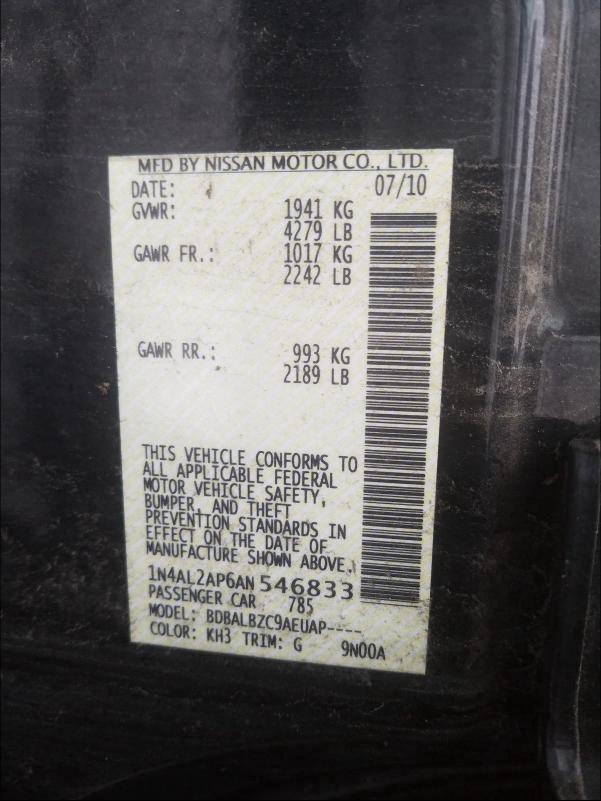 MFD BY NISSAN MOTOR CO., LTD.
DATE: 07/10
GVWR: 1941 KG
4279 LB
GAWR FR.: 1017 KG
2242 LB
GAWR RR.: 993 KG
2189 LB
THIS VEHICLE CONFORMS TO
ALL APPLICABLE FEDERAL
MOTOR VEHICLE SAFETY,
BUMPER, AND THEFT
PREVENTION STANDARDS IN
EFFECT ON THE DATE OF
MANUFACTURE SHOWN ABOVE.
1N4AL2AP6AN 546833
PASSENGER CAR 785
MODEL: BDBALBZC9AEUAP----
COLOR: KH3 TRIM: G 9N00A